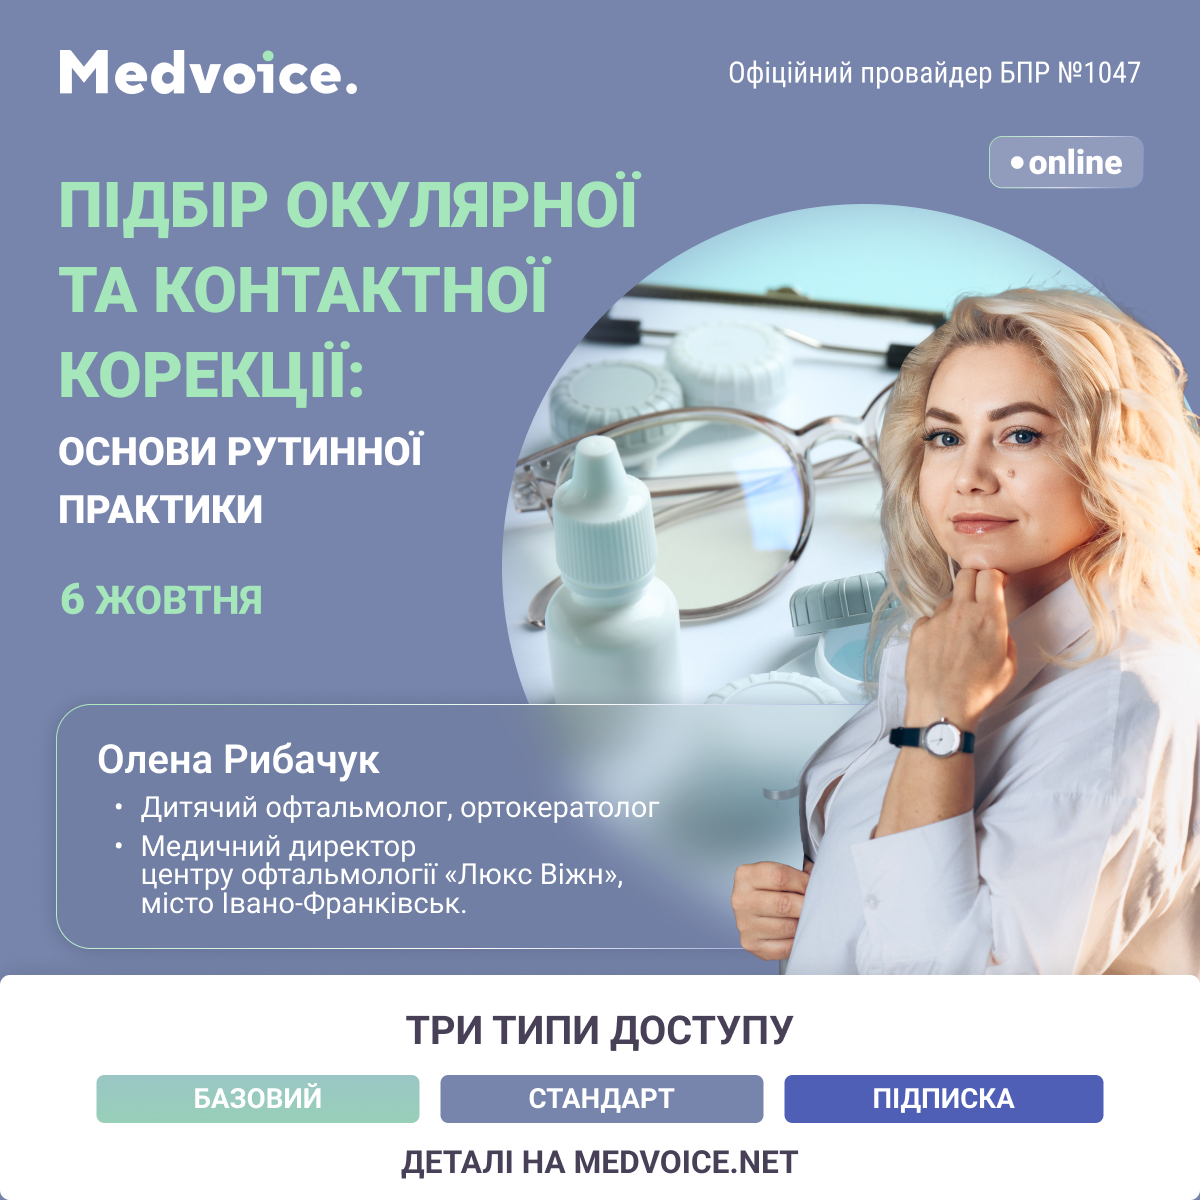 Medvoice.
Офіційний провайдер БПР №1047
•online
ПІДБІР ОКУЛЯРНОЇ
ТА КОНТАКТНОЇ
КОРЕКЦІЇ:
ОСНОВИ РУТИННОЇ
ПРАКТИКИ
6 ЖОВТНЯ
Олена Рибачук
• Дитячий офтальмолог, ортокератолог
• Медичний директор
центру офтальмології «Люкс Віжн»,
місто Івано-Франківськ.
ТРИ ТИПИ ДОСТУПУ
БАЗОВИЙ
СТАНДАРТ
ПІДПИСКА
ДЕТАЛІ НА MEDVOICE.NET